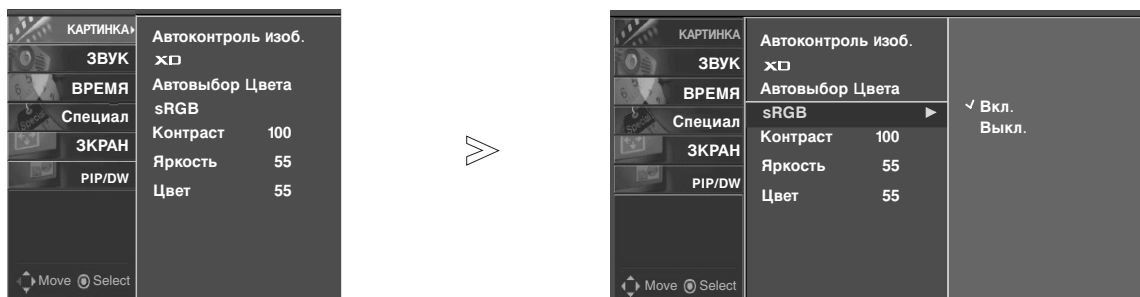 КАРТИНКА
ЗВУК
ВРЕМЯ
Специал
ЗКРАН
PIP/DW
Move Select
Автоконтроль изоб.
XD
Автовыбор Цвета
sRGB
Контраст 100
Яркость 55
Цвет 55
КАРТИНКА
ЗВУК
ВРЕМЯ
Специал
ЗКРАН
PIP/DW
Move Select
Автоконтроль изоб.
XD
Автовыбор Цвета
sRGB
Контраст 100
Яркость 55
Цвет 55
Вкл.
Выкл.